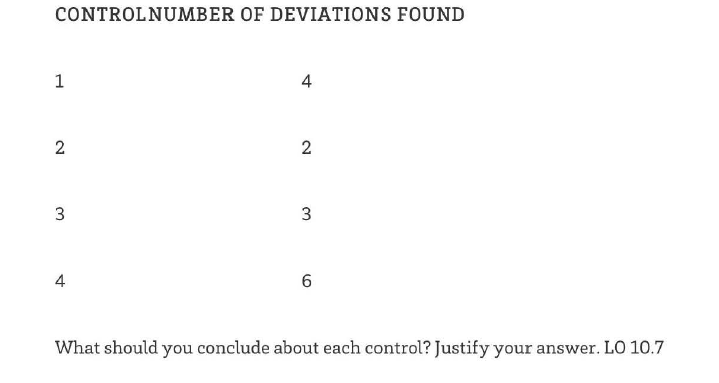 CONTROLNUMBER OF DEVIATIONS FOUND
1 4
2 2
3 3
4 6
What should you conclude about each control? Justify your answer. LO 10.7